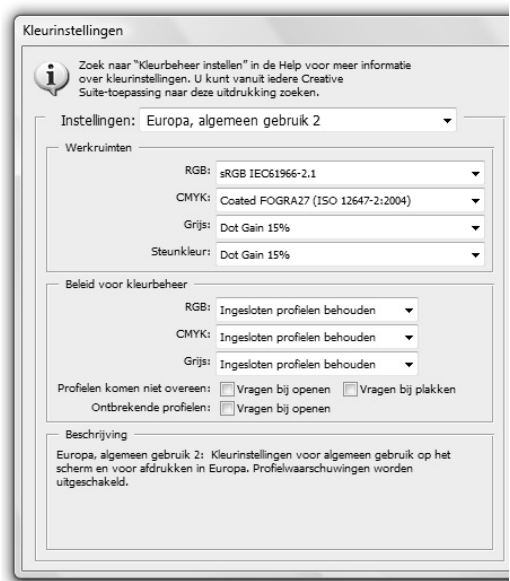 Kleurinstellingen
Zoek naar "Kleurbeheer instellen" in de Help voor meer informatie
over kleurinstellingen. U kunt vanuit iedere Creative
Suite-toepassing naar deze uitdrukking zoeken.
Instellingen: Europa, algemeen gebruik 2
Werkruimten
RGB: sRGB IEC61966-2.1
CMYK: Coated FOGRA27 (ISO 12647-2:2004)
Grijs: Dot Gain 15%
Steunkleur: Dot Gain 15%
Beleid voor kleurbeheer
RGB: Ingesloten profielen behouden
CMYK: Ingesloten profielen behouden
Grijs: Ingesloten profielen behouden
Profielen komen niet overeen: Vragen bij openen Vragen bij plakken
Ontbrekende profielen: Vragen bij openen
Beschrijving
Europa, algemeen gebruik 2: Kleurinstellingen voor algemeen gebruik op het
scherm en voor afdrukken in Europa. Profielwaarschuwingen worden
uitgeschakeld.